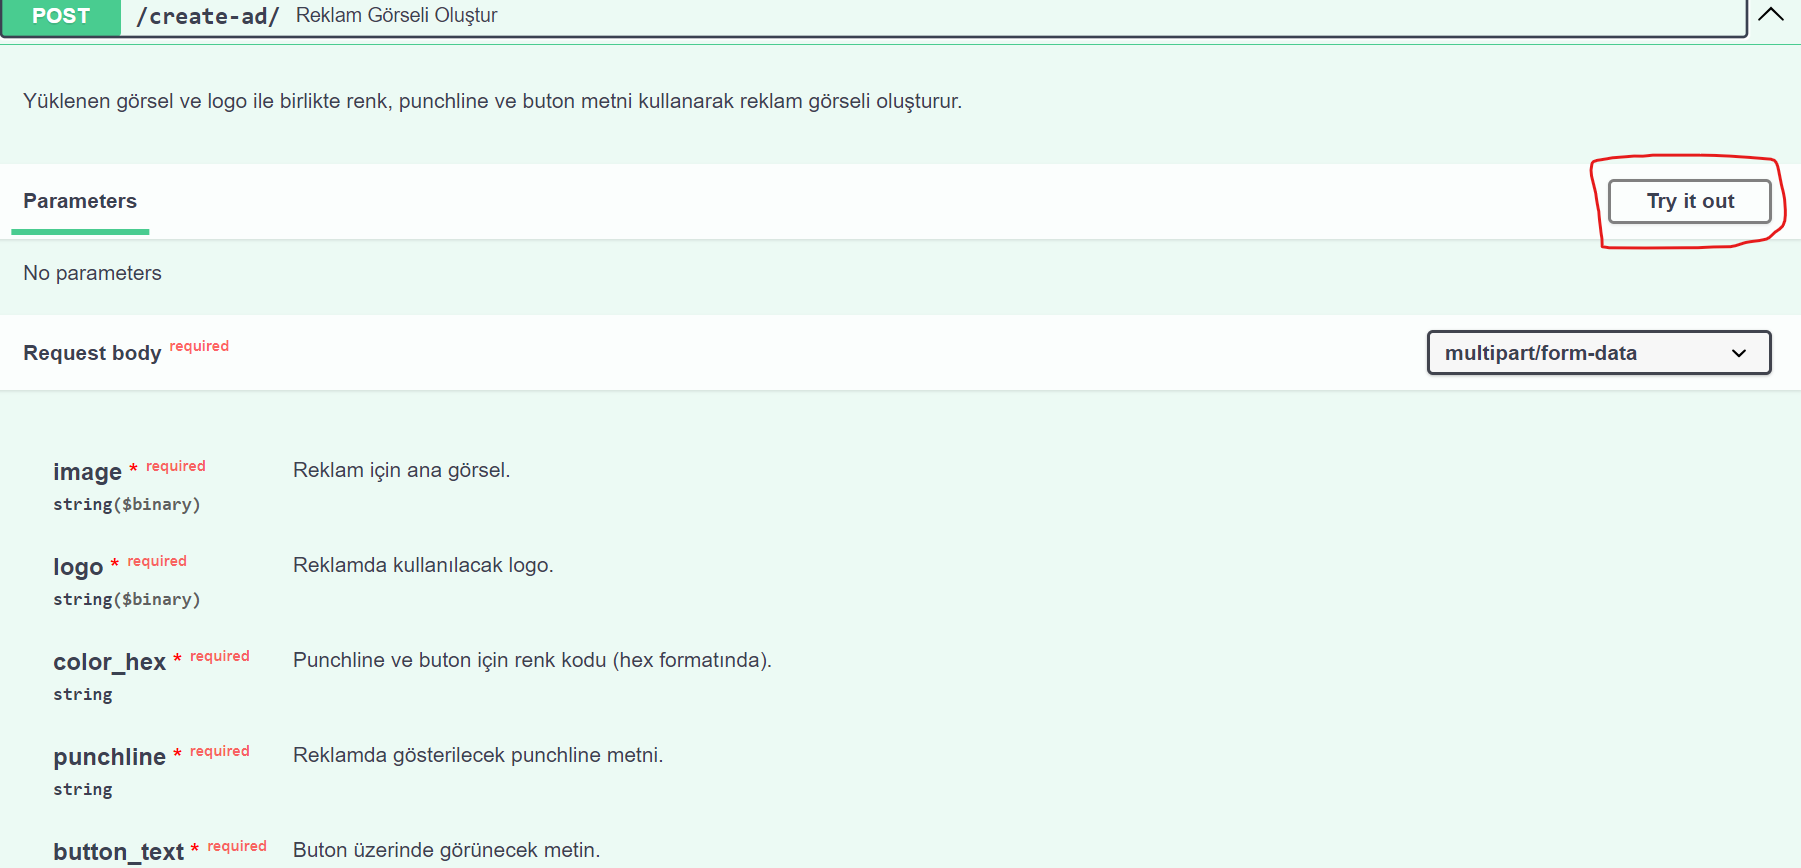 POST /create-ad/ Reklam Görseli Oluştur
Yüklenen görsel ve logo ile birlikte renk, punchline ve buton metni kullanarak reklam görseli oluşturur.
Parameters Try it out
No parameters
Request body required multipart/form-data
image * required Reklam için ana görsel.
string($binary)
logo * required Reklamda kullanılacak logo.
string($binary)
color_hex * required Punchline ve buton için renk kodu (hex formatında).
string
punchline * required Reklamda gösterilecek punchline metni.
string
button_text * required Buton üzerinde görünecek metin.